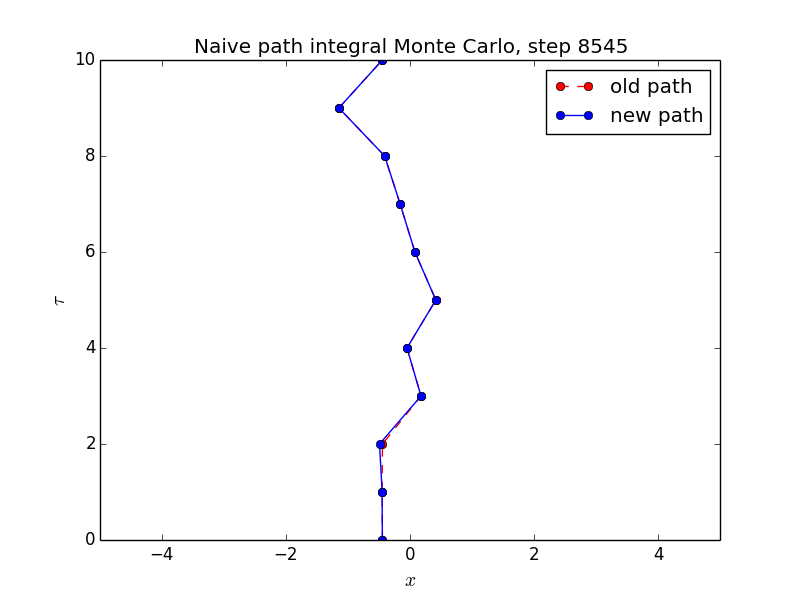 Naive path integral Monte Carlo, step 8545
10
old path
new path
8
6
τ
4
2
0
−4 −2 0 2 4
x